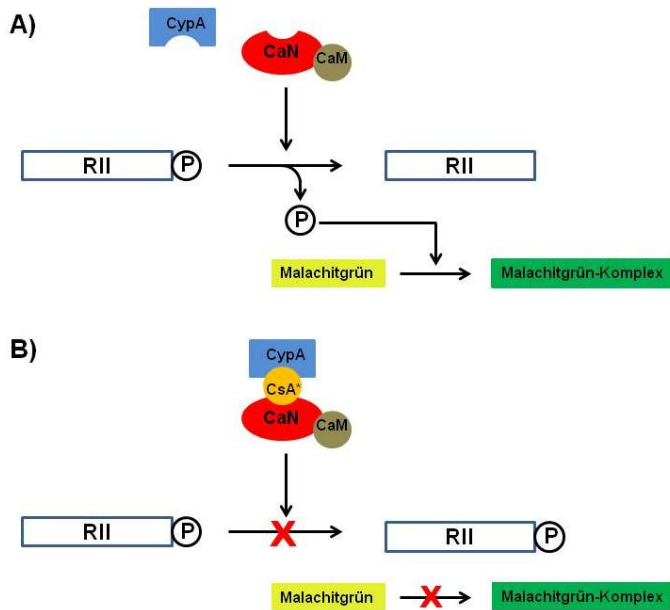 A)
CypA
CaN
CaM
RII P
RII
P
Malachitgrün
Malachitgrün-Komplex
B)
CypA
CsA*
CaN
CaM
RII P
X
RII P
Malachitgrün
X
Malachitgrün-Komplex